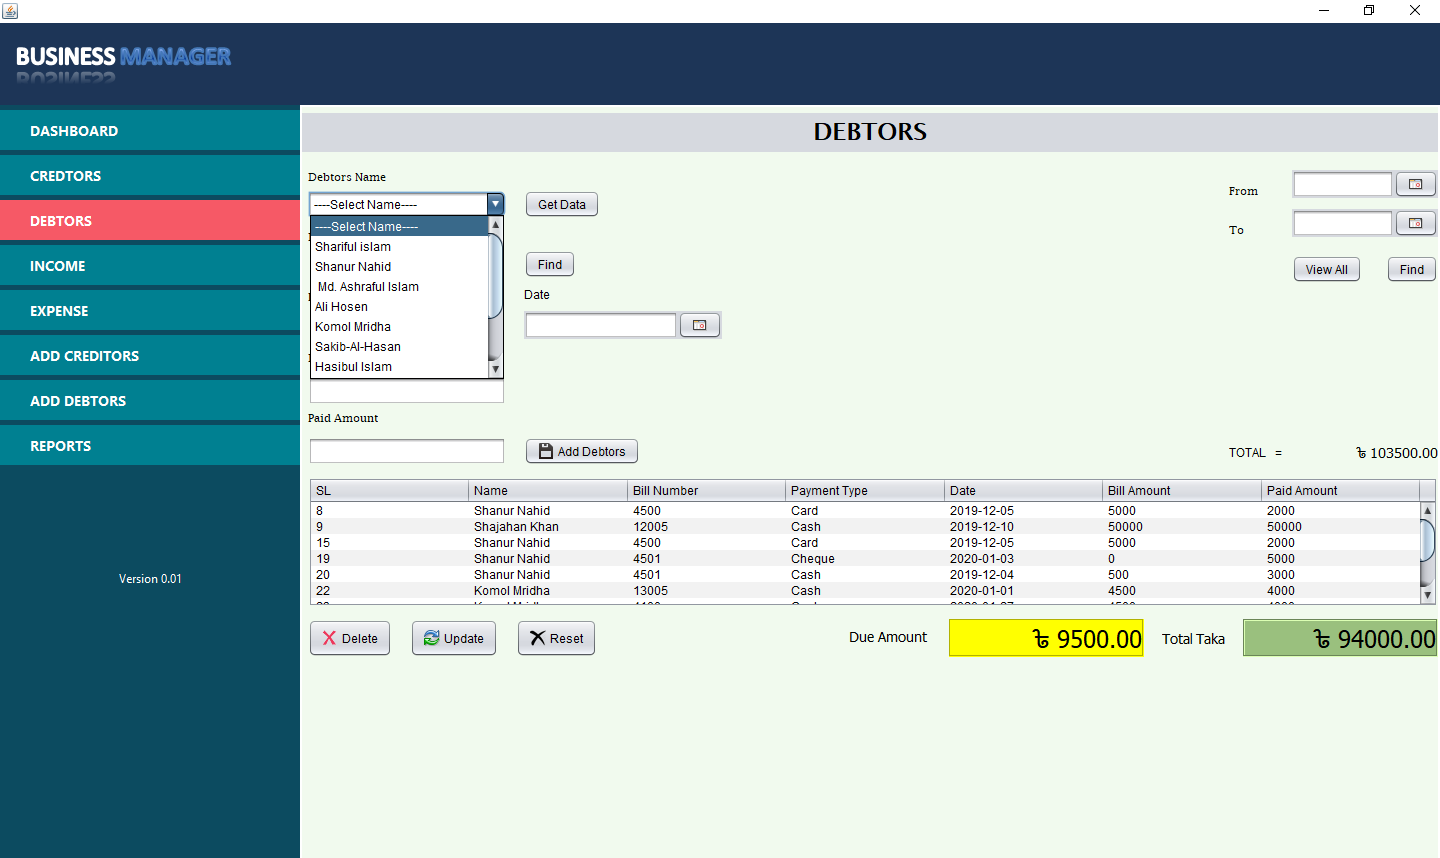 BUSINESS MANAGER
DASHBOARD
CREDTORS
DEBTORS
INCOME
EXPENSE
ADD CREDITORS
ADD DEBTORS
REPORTS
Version 0.01
DEBTORS
Debtors Name
----Select Name----
Get Data
----Select Name----
Shariful islam
Shanur Nahid
Md. Ashraful Islam
Ali Hosen
Komol Mridha
Sakib-Al-Hasan
Hasibul Islam
Find
Date
From
To
View All
Find
Paid Amount
Add Debtors
TOTAL =
৳ 103500.00
SL Name Bill Number Payment Type Date Bill Amount Paid Amount
8 Shanur Nahid 4500 Card 2019-12-05 5000 2000
9 Shajahan Khan 12005 Cash 2019-12-10 50000 50000
15 Shanur Nahid 4500 Card 2019-12-05 5000 2000
19 Shanur Nahid 4501 Cheque 2020-01-03 0 5000
20 Shanur Nahid 4501 Cash 2019-12-04 500 3000
22 Komol Mridha 13005 Cash 2020-01-01 4500 4000
Delete
Update
Reset
Due Amount
৳ 9500.00
Total Taka
৳ 94000.00